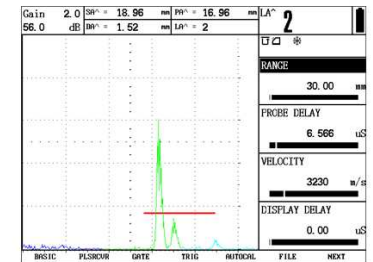 Gain 2.0 SA^ = 18.96 mm PA^ = 16.96 mm LA^ 2
56.0 dB DA^ = 1.52 mm LA^ = 2
RANGE
30.00 mm
PROBE DELAY
6.566 uS
VELOCITY
3230 m/s
DISPLAY DELAY
0.00 uS
BASIC PLSRCVR GATE TRIG AUTOCAL FILE NEXT